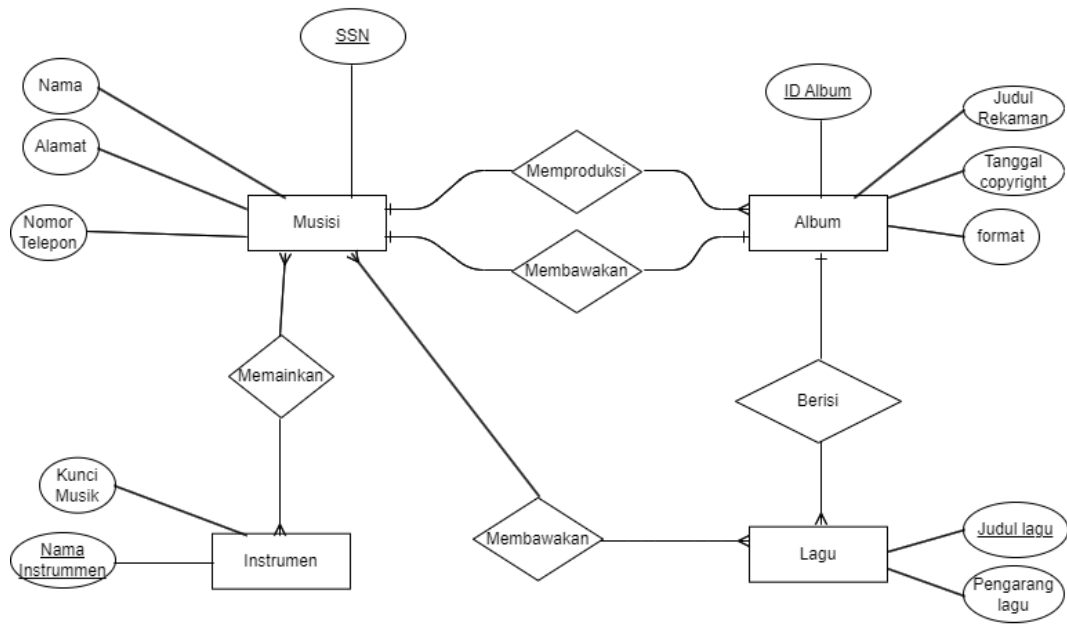 SSN
Nama
Alamat
Nomor
Telepon
Musisi
Memproduksi
Membawakan
ID Album
Judul
Rekaman
Tanggal
copyright
format
Album
Memainkan
Berisi
Kunci
Musik
Nama
Instrummen
Instrumen
Membawakan
Lagu
Judul lagu
Pengarang
lagu